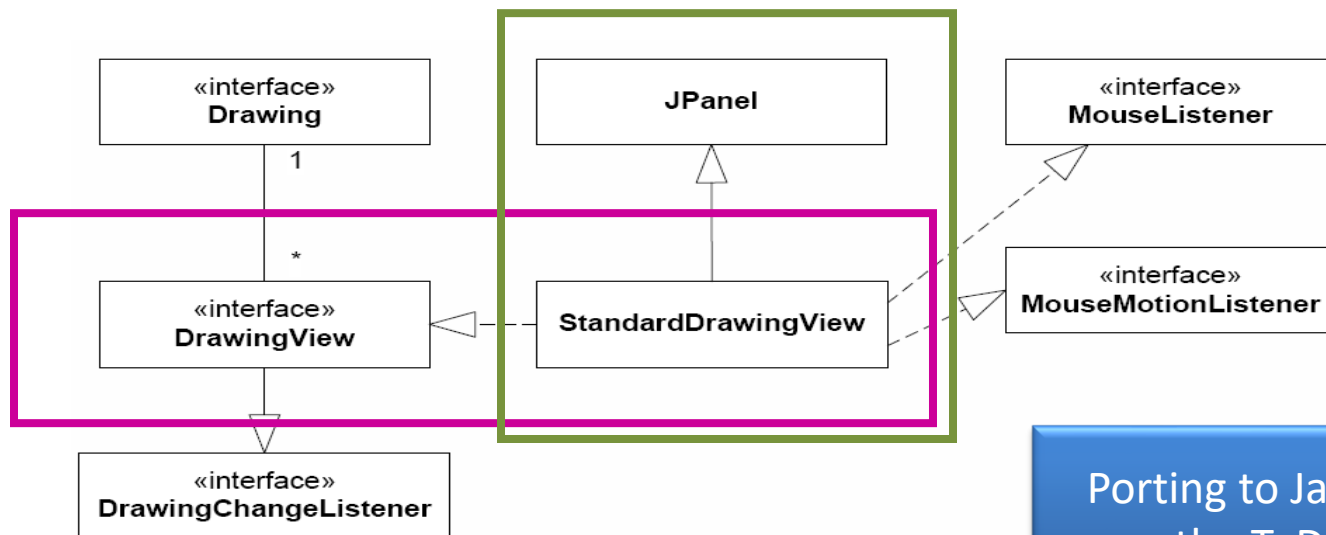 «interface»
Drawing
1
*
«interface»
DrawingView
«interface»
DrawingChangeListener
JPanel
StandardDrawingView
«interface»
MouseListener
«interface»
MouseMotionListener
Porting to Ja